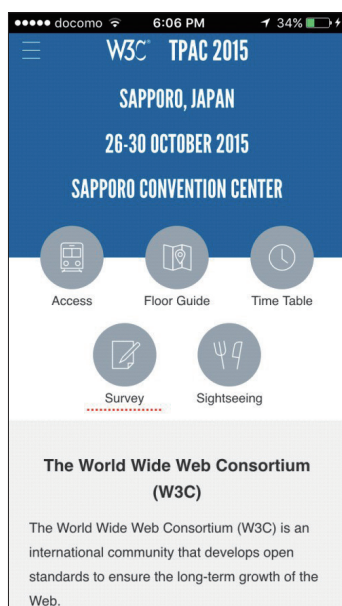 docomo 6:06 PM 34%
W3C® TPAC 2015
SAPPORO, JAPAN
26-30 OCTOBER 2015
SAPPORO CONVENTION CENTER
Access Floor Guide Time Table
Survey Sightseeing
The World Wide Web Consortium
(W3C)
The World Wide Web Consortium (W3C) is an
international community that develops open
standards to ensure the long-term growth of the
Web.